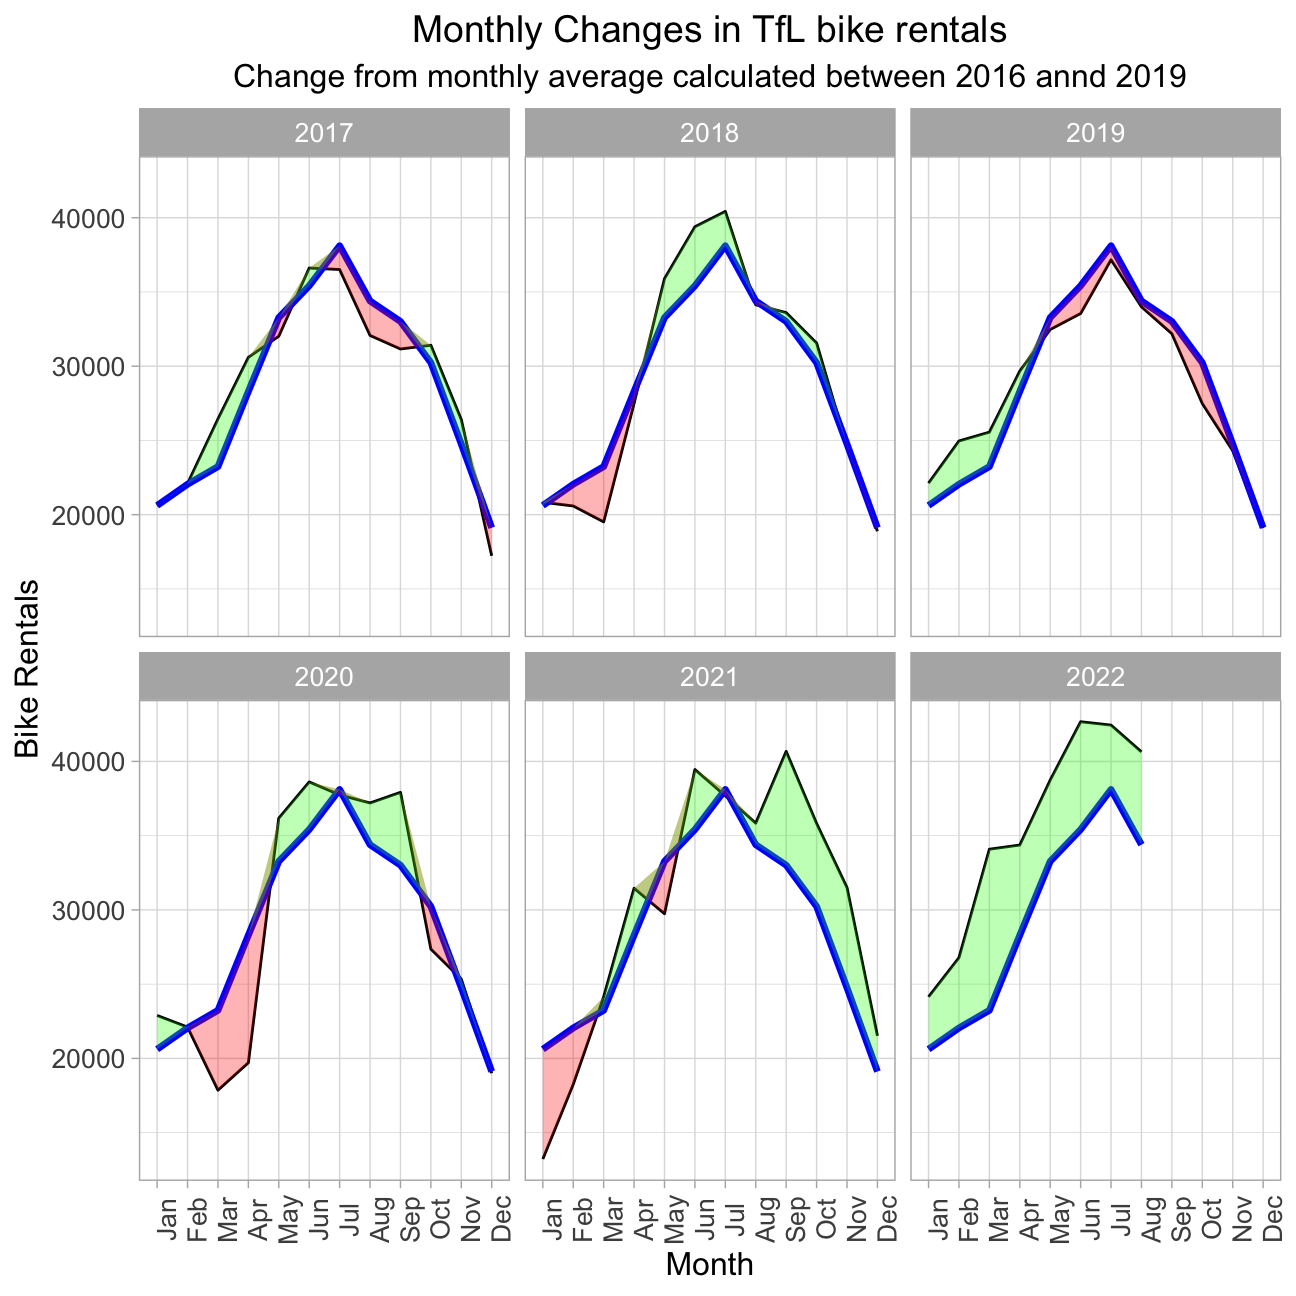 Monthly Changes in TfL bike rentals
Change from monthly average calculated between 2016 annd 2019
2017
2018
2019
40000
30000
20000
Bike Rentals
2020
2021
2022
40000
30000
20000
Jan Feb Mar Apr May Jun Jul Aug Sep Oct Nov Dec
Jan Feb Mar Apr May Jun Jul Aug Sep Oct Nov Dec
Jan Feb Mar Apr May Jun Jul Aug Sep Oct Nov Dec
Month